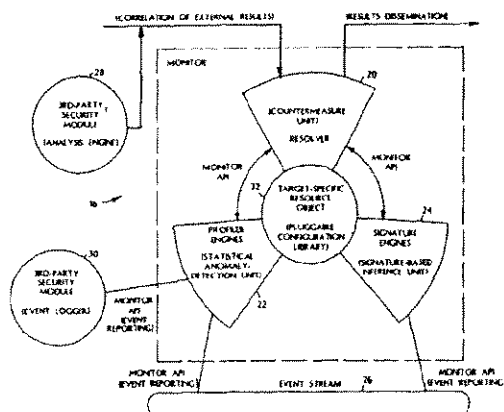 (CORRELATION OF EXTERNAL RESULTS)
(RESULTS DISSEMINATION)
MONITOR
28
3RD-PARTY
SECURITY
MODULE
(ANALYSIS ENGINE)
20
(COUNTERMEASURE
UNIT)
RESOLVER
MONITOR
API
MONITOR
API
16
32
TARGET-SPECIFIC
RESOURCE
OBJECT
(PLUGGABLE
CONFIGURATION
LIBRARY)
24
PROFILER
ENGINES
(STATISTICAL
ANOMALY-
DETECTION UNIT)
22
SIGNATURE
ENGINES
(SIGNATURE-BASED
INFERENCE UNIT)
30
3RD-PARTY
SECURITY
MODULE
(EVENT LOGGER)
MONITOR
API
(EVENT
REPORTING)
MONITOR API
(EVENT REPORTING)
MONITOR API
(EVENT REPORTING)
EVENT STREAM
26